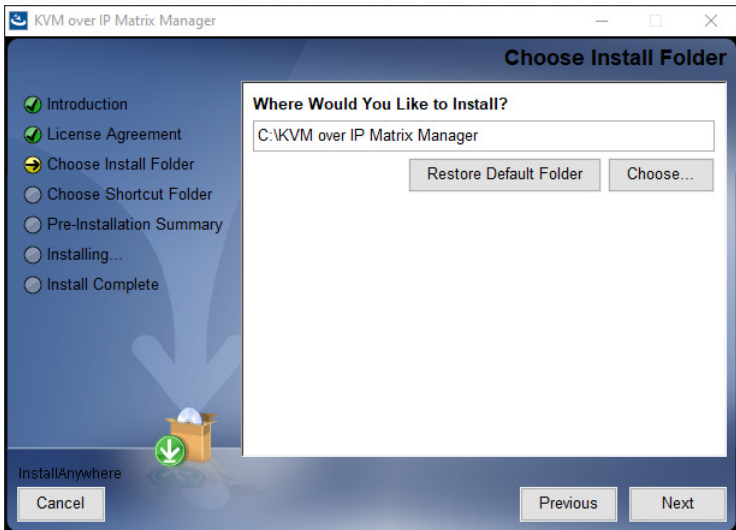 KVM over IP Matrix Manager
Choose Install Folder
Introduction
License Agreement
Choose Install Folder
Choose Shortcut Folder
Pre-Installation Summary
Installing...
Install Complete
Where Would You Like to Install?
C:\KVM over IP Matrix Manager
Restore Default Folder
Choose...
InstallAnywhere
Cancel
Previous
Next